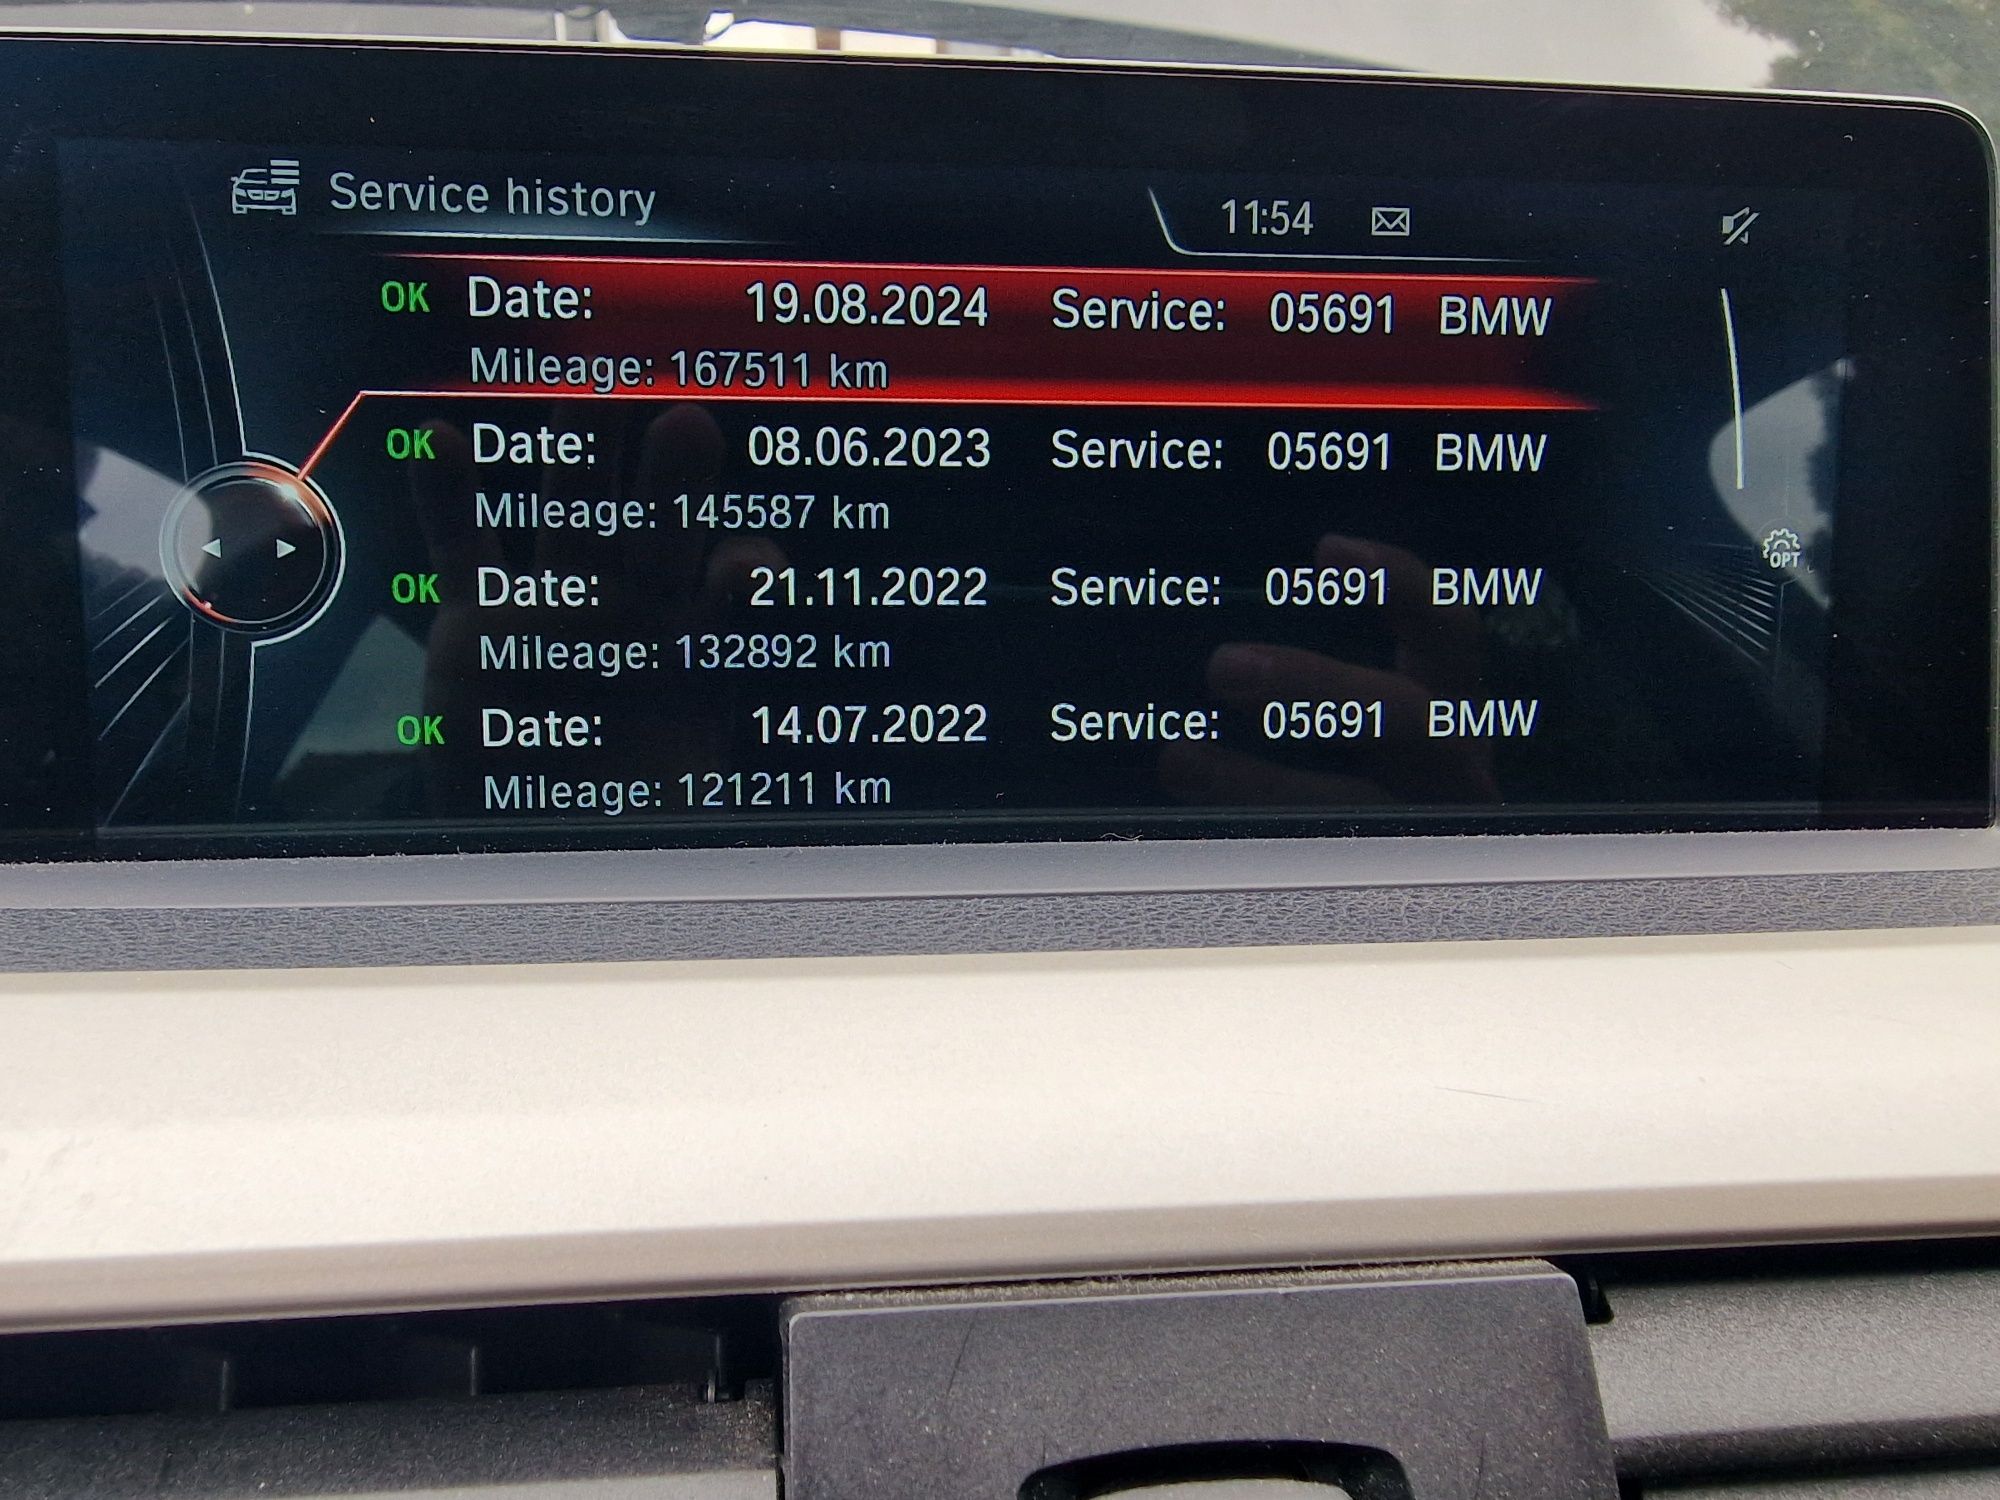 Service history
11:54
OK Date: 19.08.2024 Service: 05691 BMW
Mileage: 167511 km
OK Date: 08.06.2023 Service: 05691 BMW
Mileage: 145587 km
OK Date: 21.11.2022 Service: 05691 BMW
Mileage: 132892 km
OPT
OK Date: 14.07.2022 Service: 05691 BMW
Mileage: 121211 km